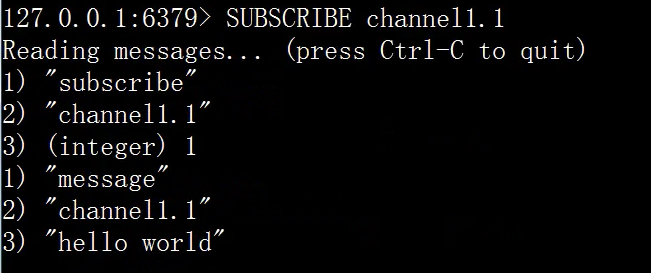 127.0.0.1:6379> SUBSCRIBE channel1.1
Reading messages... (press Ctrl-C to quit)
1) "subscribe"
2) "channel1.1"
3) (integer) 1
1) "message"
2) "channel1.1"
3) "hello world"